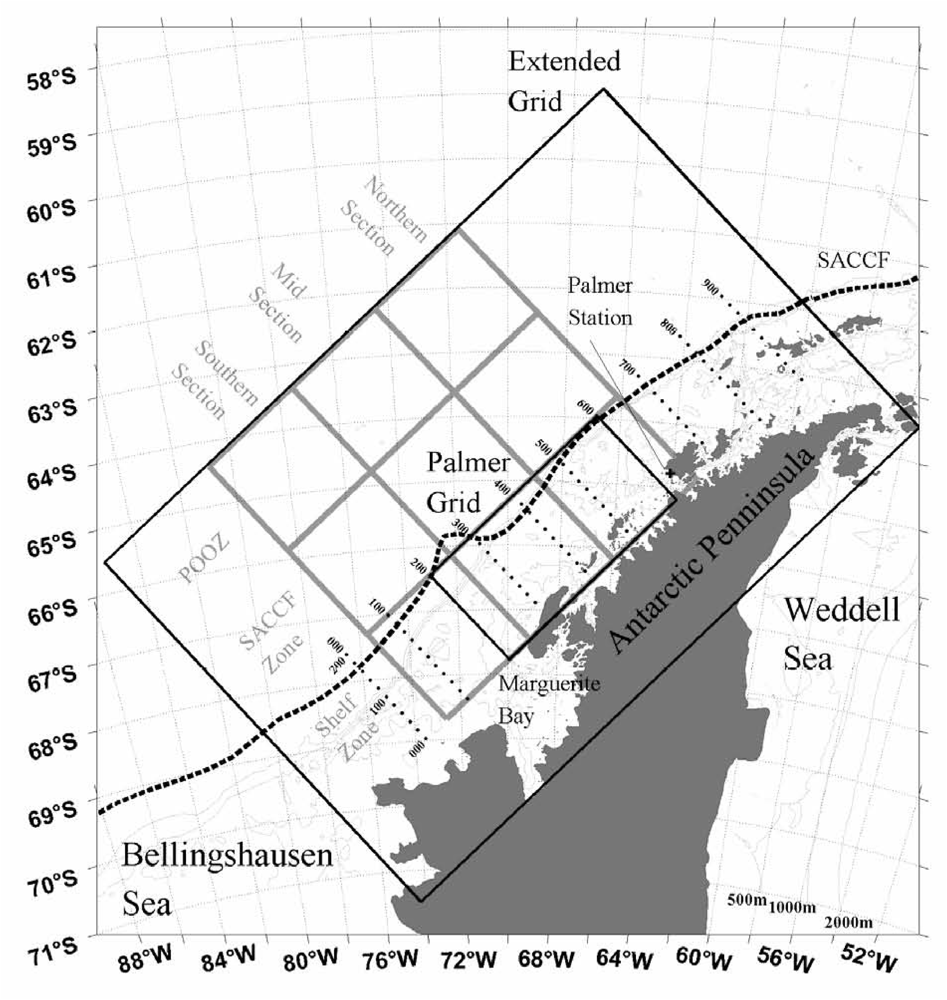 Extended
Grid
58°S
59°S
60°S
61°S
62°S
63°S
64°S
65°S
66°S
67°S
68°S
69°S
70°S
71°S
Northern
Section
Mid
Section
Southern
Section
SACCF
Palmer
Station
900
800
700
600
500
400
300
200
100
000
Palmer
Grid
POOZ
SACCF
Zone
Shelf
Zone
200
100
000
Antarctic Penninsula
Weddell
Sea
Marguerite
Bay
Bellingshausen
Sea
500m
1000m
2000m
88°W
84°W
80°W
76°W
72°W
68°W
64°W
60°W
56°W
52°W